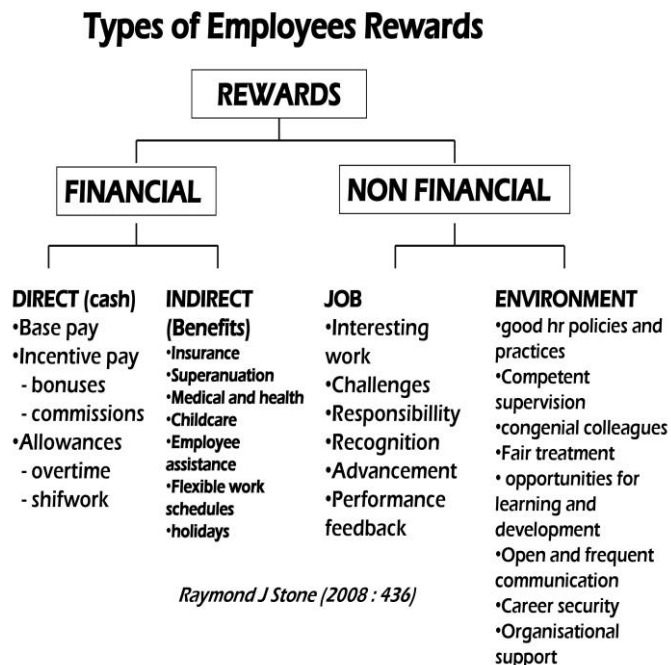 Types of Employees Rewards
REWARDS
FINANCIAL
NON FINANCIAL
DIRECT (cash)
•Base pay
•Incentive pay
- bonuses
- commissions
•Allowances
- overtime
- shifwork
INDIRECT
(Benefits)
•Insurance
•Superanuation
•Medical and health
•Childcare
•Employee
assistance
•Flexible work
schedules
•holidays
JOB
•Interesting
work
•Challenges
•Responsibillity
•Recognition
•Advancement
•Performance
feedback
ENVIRONMENT
•good hr policies and
practices
•Competent
supervision
•congenial colleagues
•Fair treatment
• opportunities for
learning and
development
•Open and frequent
communication
•Career security
•Organisational
support
Raymond J Stone (2008 : 436)